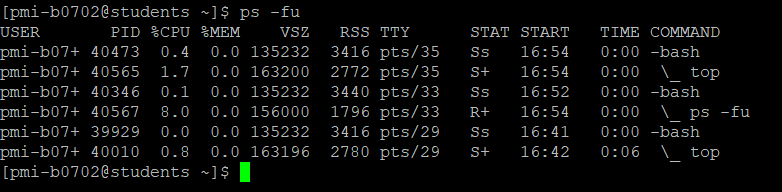 [pmi-b0702@students ~]$ ps -fu
USER       PID %CPU %MEM    VSZ   RSS TTY      STAT START   TIME COMMAND
pmi-b07+ 40473  0.4  0.0 135232  3416 pts/35   Ss   16:54   0:00 -bash
pmi-b07+ 40565  1.7  0.0 163200  2772 pts/35   S+   16:54   0:00  \_ top
pmi-b07+ 40346  0.1  0.0 135232  3440 pts/33   Ss   16:52   0:00 -bash
pmi-b07+ 40567  8.0  0.0 156000  1796 pts/33   R+   16:54   0:00  \_ ps -fu
pmi-b07+ 39929  0.0  0.0 135232  3416 pts/29   Ss   16:41   0:00 -bash
pmi-b07+ 40010  0.8  0.0 163196  2780 pts/29   S+   16:42   0:06  \_ top
[pmi-b0702@students ~]$